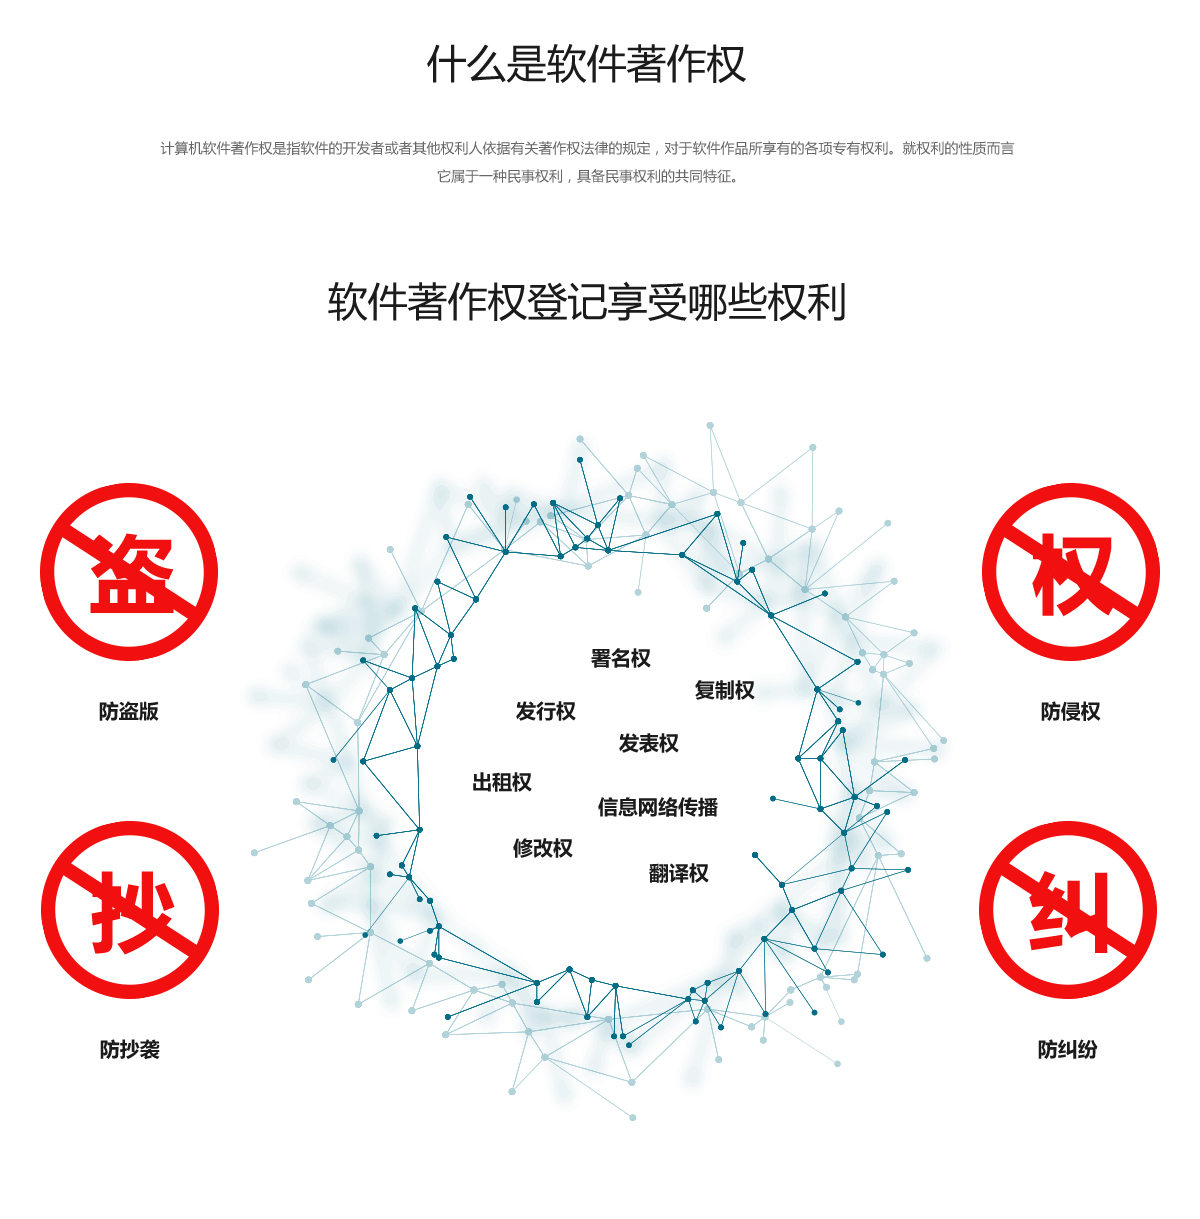 什么是软件著作权
计算机软件著作权是指软件的开发者或者其他权利人依据有关著作权法律的规定，对于软件作品所享有的各项专有权利。就权利的性质而言
它属于一种民事权利，具备民事权利的共同特征。
软件著作权登记享受哪些权利
盗
防盗版
抄
防抄袭
署名权
复制权
发行权
发表权
出租权
信息网络传播
修改权
翻译权
权
防侵权
纠
防纠纷